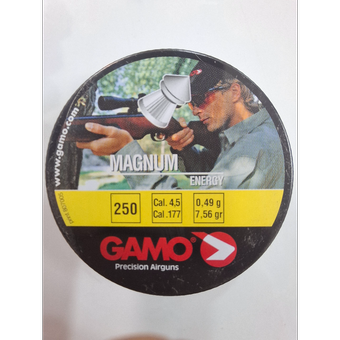 www.gamo.com
MAGNUM
ENERGY
250
Cal. 4,5
Cal .177
0,49 g
7,56 gr
GAMO
Precision Airguns